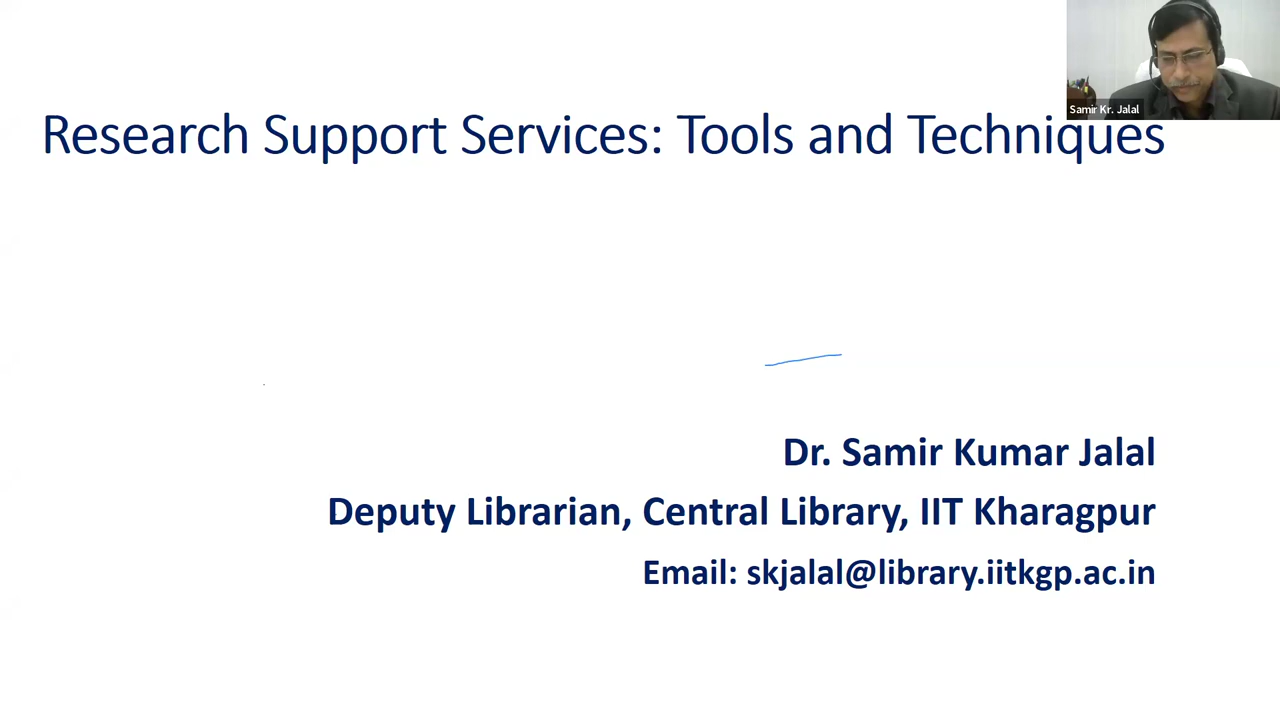 Samir Kr. Jalal
Research Support Services: Tools and Techniques
Dr. Samir Kumar Jalal
Deputy Librarian, Central Library, IIT Kharagpur
Email: skjalal@library.iitkgp.ac.in